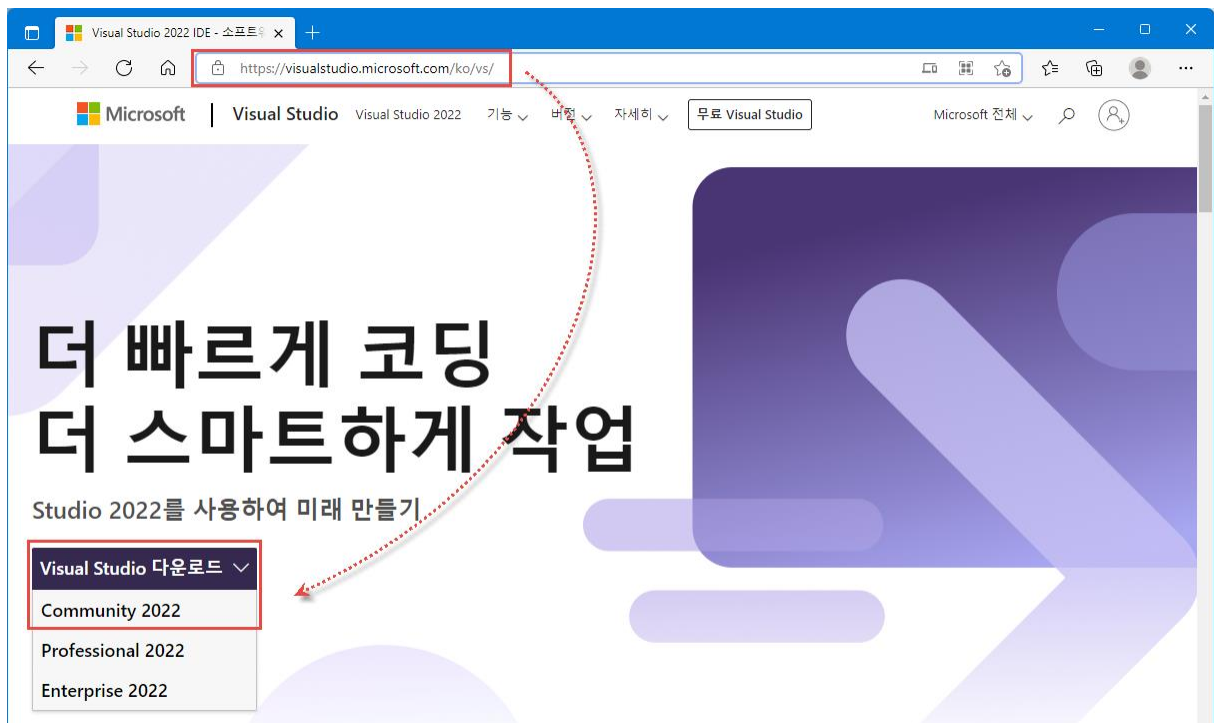 Visual Studio 2022 IDE - 소프트웨
https://visualstudio.microsoft.com/ko/vs/
Microsoft Visual Studio Visual Studio 2022 기능 버전 자세히 무료 Visual Studio Microsoft 전체
더 빠르게 코딩
더 스마트하게 작업
Studio 2022를 사용하여 미래 만들기
Visual Studio 다운로드
Community 2022
Professional 2022
Enterprise 2022